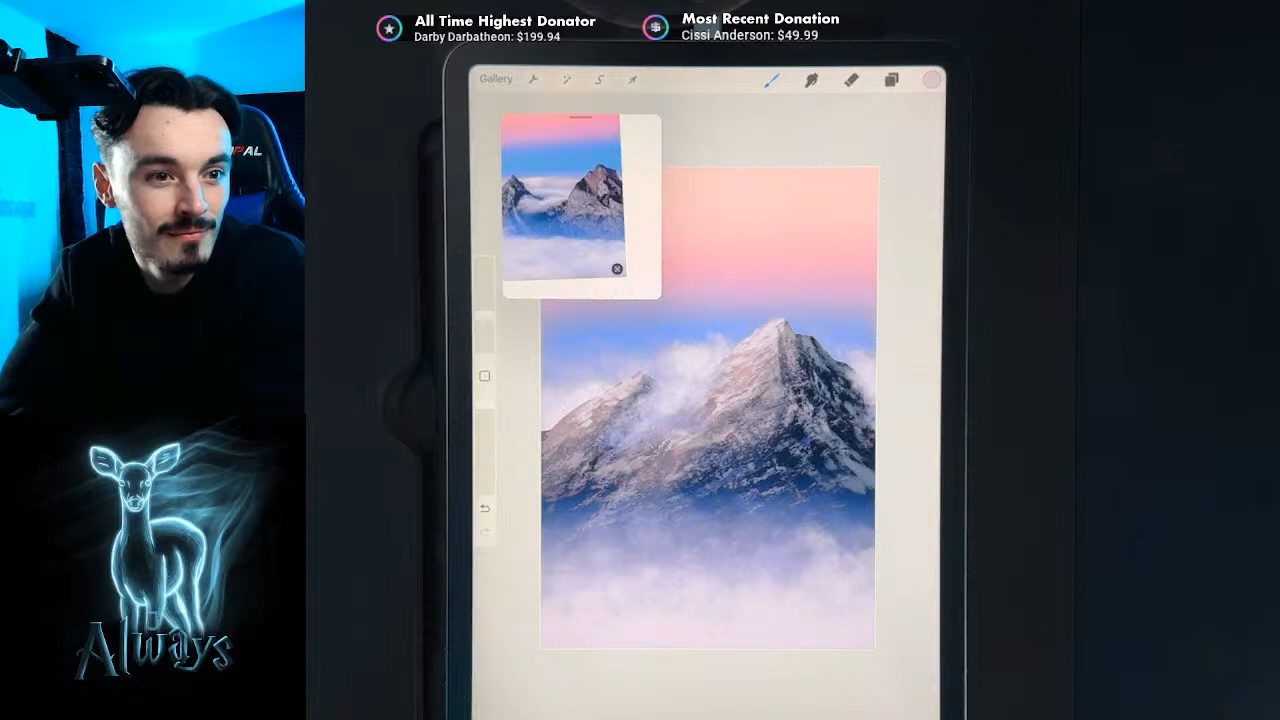 All Time Highest Donator
Darby Darbatheon: $199.94
Most Recent Donation
Cissi Anderson: $49.99
Gallery
Always